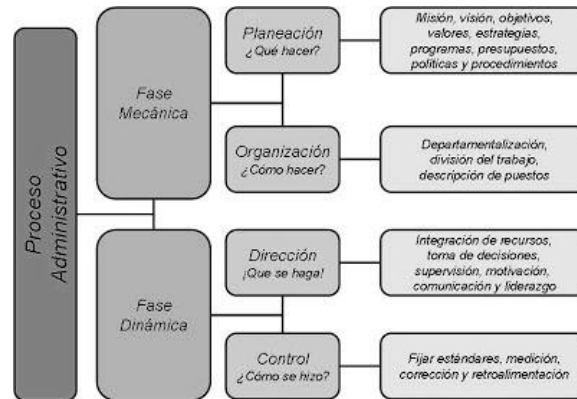 Proceso
Administrativo
Fase
Mecánica
Planeación
¿Qué hacer?
Misión, visión, objetivos,
valores, estrategias,
programas, presupuestos,
políticas y procedimientos
Organización
¿Cómo hacer?
Departamentalización,
división del trabajo,
descripción de puestos
Fase
Dinámica
Dirección
¡Que se haga!
Integración de recursos,
toma de decisiones,
supervisión, motivación,
comunicación y liderazgo
Control
¿Cómo se hizo?
Fijar estándares, medición,
corrección y retroalimentación